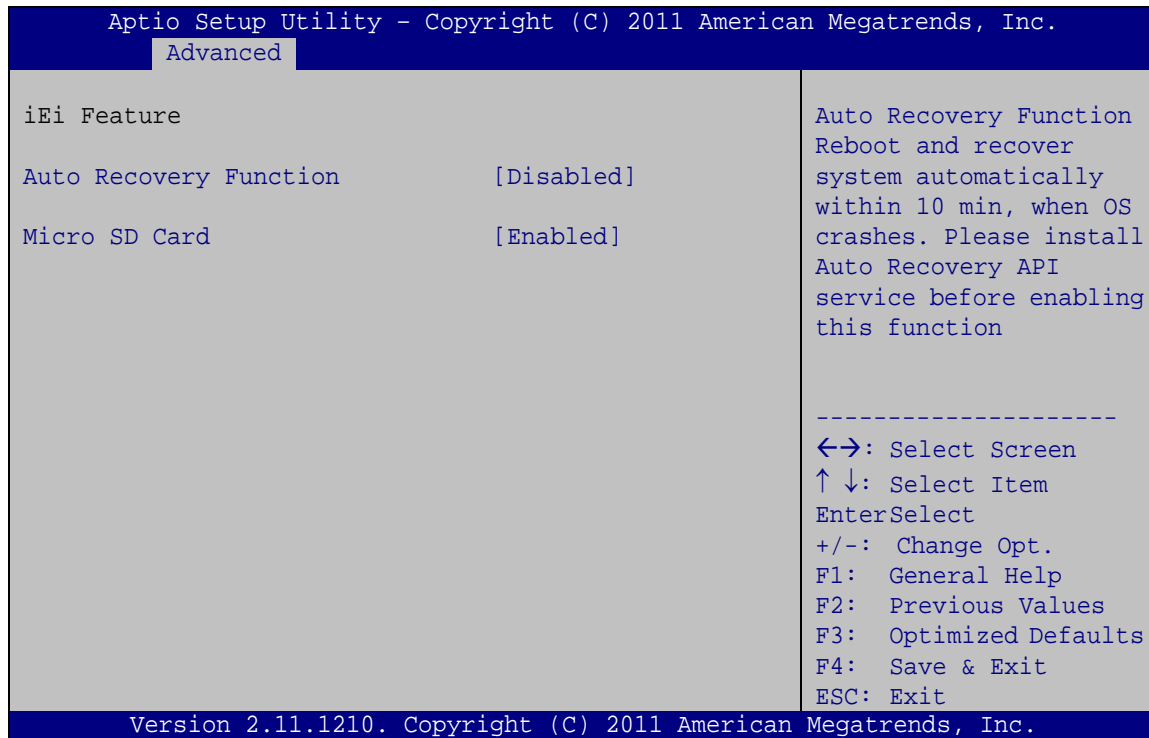 Aptio Setup Utility – Copyright (C) 2011 American Megatrends, Inc.
Advanced
iEi Feature
Auto Recovery Function [Disabled]
Micro SD Card [Enabled]
Auto Recovery Function
Reboot and recover
system automatically
within 10 min, when OS
crashes. Please install
Auto Recovery API
service before enabling
this function
---------------------
←→: Select Screen
↑ ↓: Select Item
EnterSelect
+/-: Change Opt.
F1: General Help
F2: Previous Values
F3: Optimized Defaults
F4: Save & Exit
ESC: Exit
Version 2.11.1210. Copyright (C) 2011 American Megatrends, Inc.